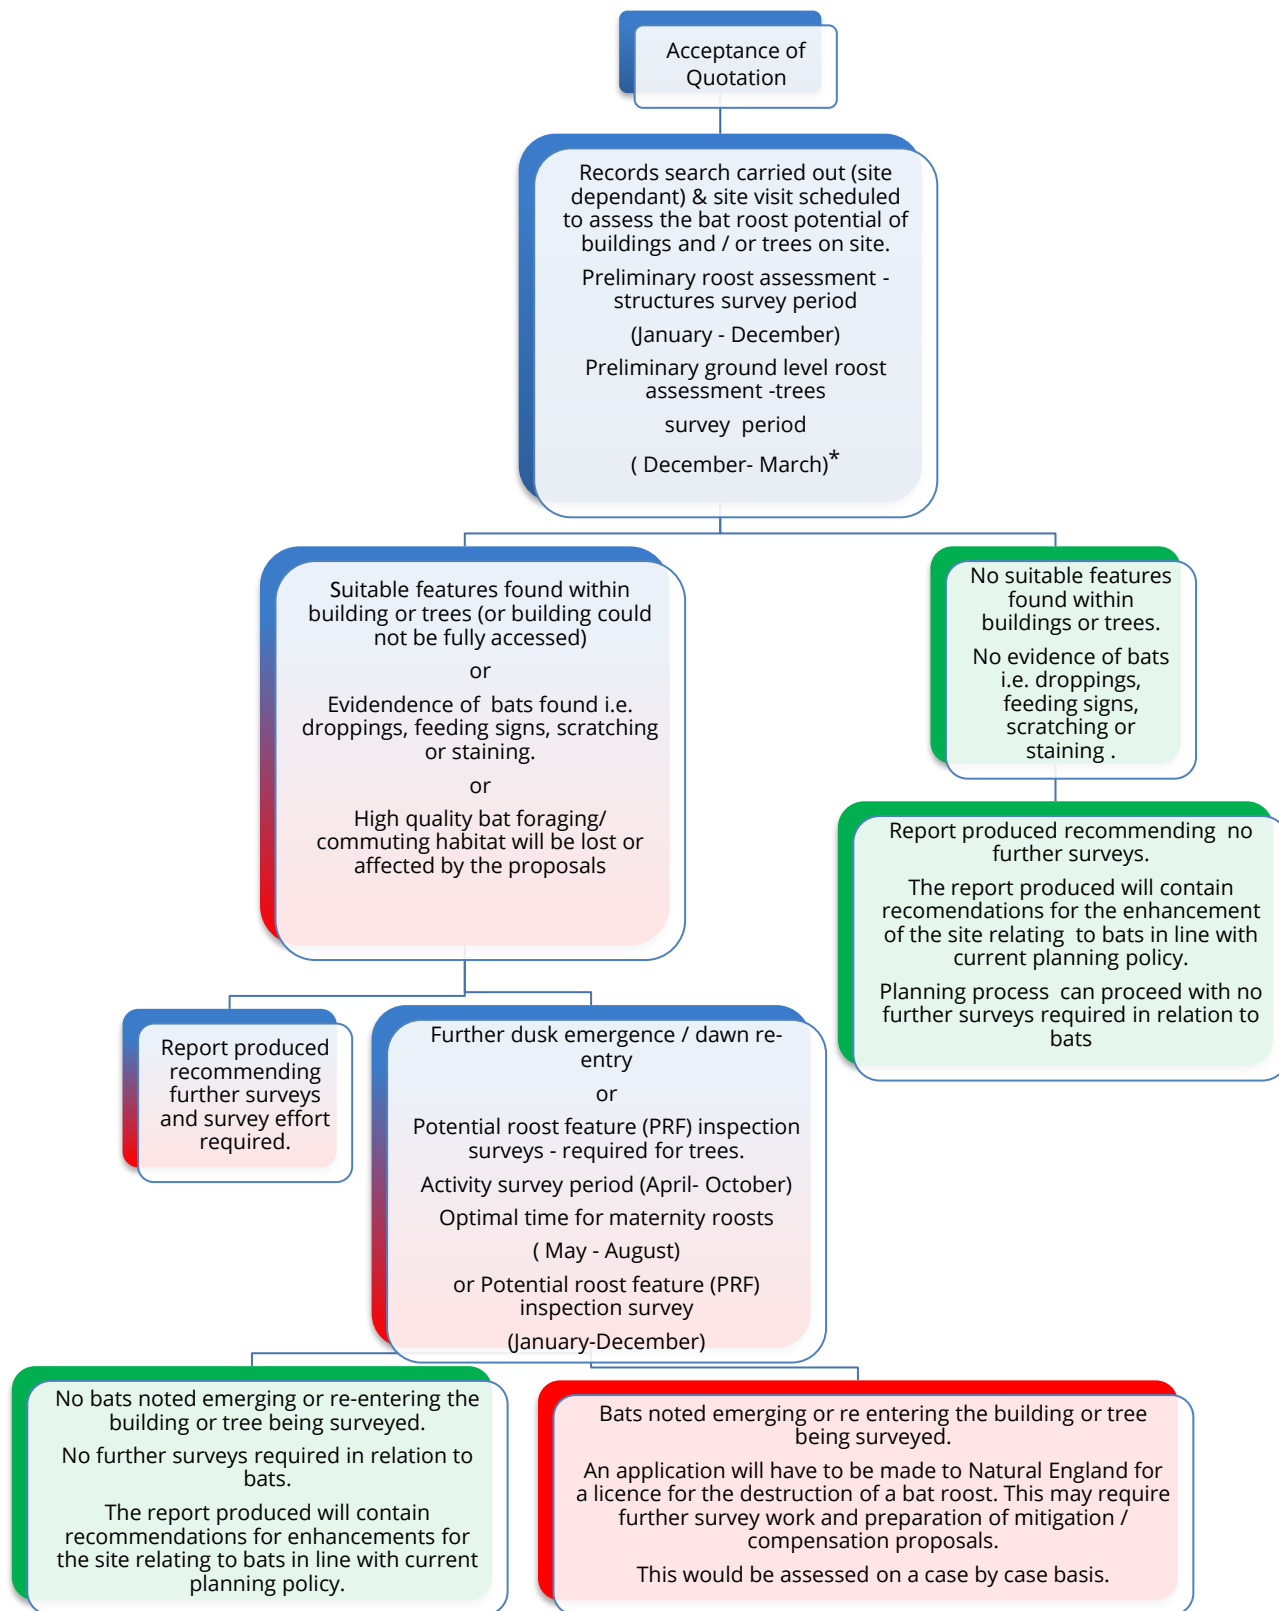 Acceptance of
Quotation
Records search carried out (site
dependant) & site visit scheduled
to assess the bat roost potential of
buildings and / or trees on site.
Preliminary roost assessment -
structures survey period
(January - December)
Preliminary ground level roost
assessment -trees
survey period
( December- March)*
Suitable features found within
building or trees (or building could
not be fully accessed)
or
Evidendence of bats found i.e.
droppings, feeding signs, scratching
or staining.
or
High quality bat foraging/
commuting habitat will be lost or
affected by the proposals
No suitable features
found within
buildings or trees.
No evidence of bats
i.e. droppings,
feeding signs,
scratching or
staining .
Report produced recommending no
further surveys.
The report produced will contain
recomendations for the enhancement
of the site relating to bats in line with
current planning policy.
Planning process can proceed with no
further surveys required in relation to
bats
Report produced
recommending
further surveys
and survey effort
required.
Further dusk emergence / dawn re-
entry
or
Potential roost feature (PRF) inspection
surveys - required for trees.
Activity survey period (April- October)
Optimal time for maternity roosts
( May - August)
or Potential roost feature (PRF)
inspection survey
(January-December)
No bats noted emerging or re-entering the
building or tree being surveyed.
No further surveys required in relation to
bats.
The report produced will contain
recommendations for enhancements for
the site relating to bats in line with current
planning policy.
Bats noted emerging or re entering the building or tree
being surveyed.
An application will have to be made to Natural England for
a licence for the destruction of a bat roost. This may require
further survey work and preparation of mitigation /
compensation proposals.
This would be assessed on a case by case basis.